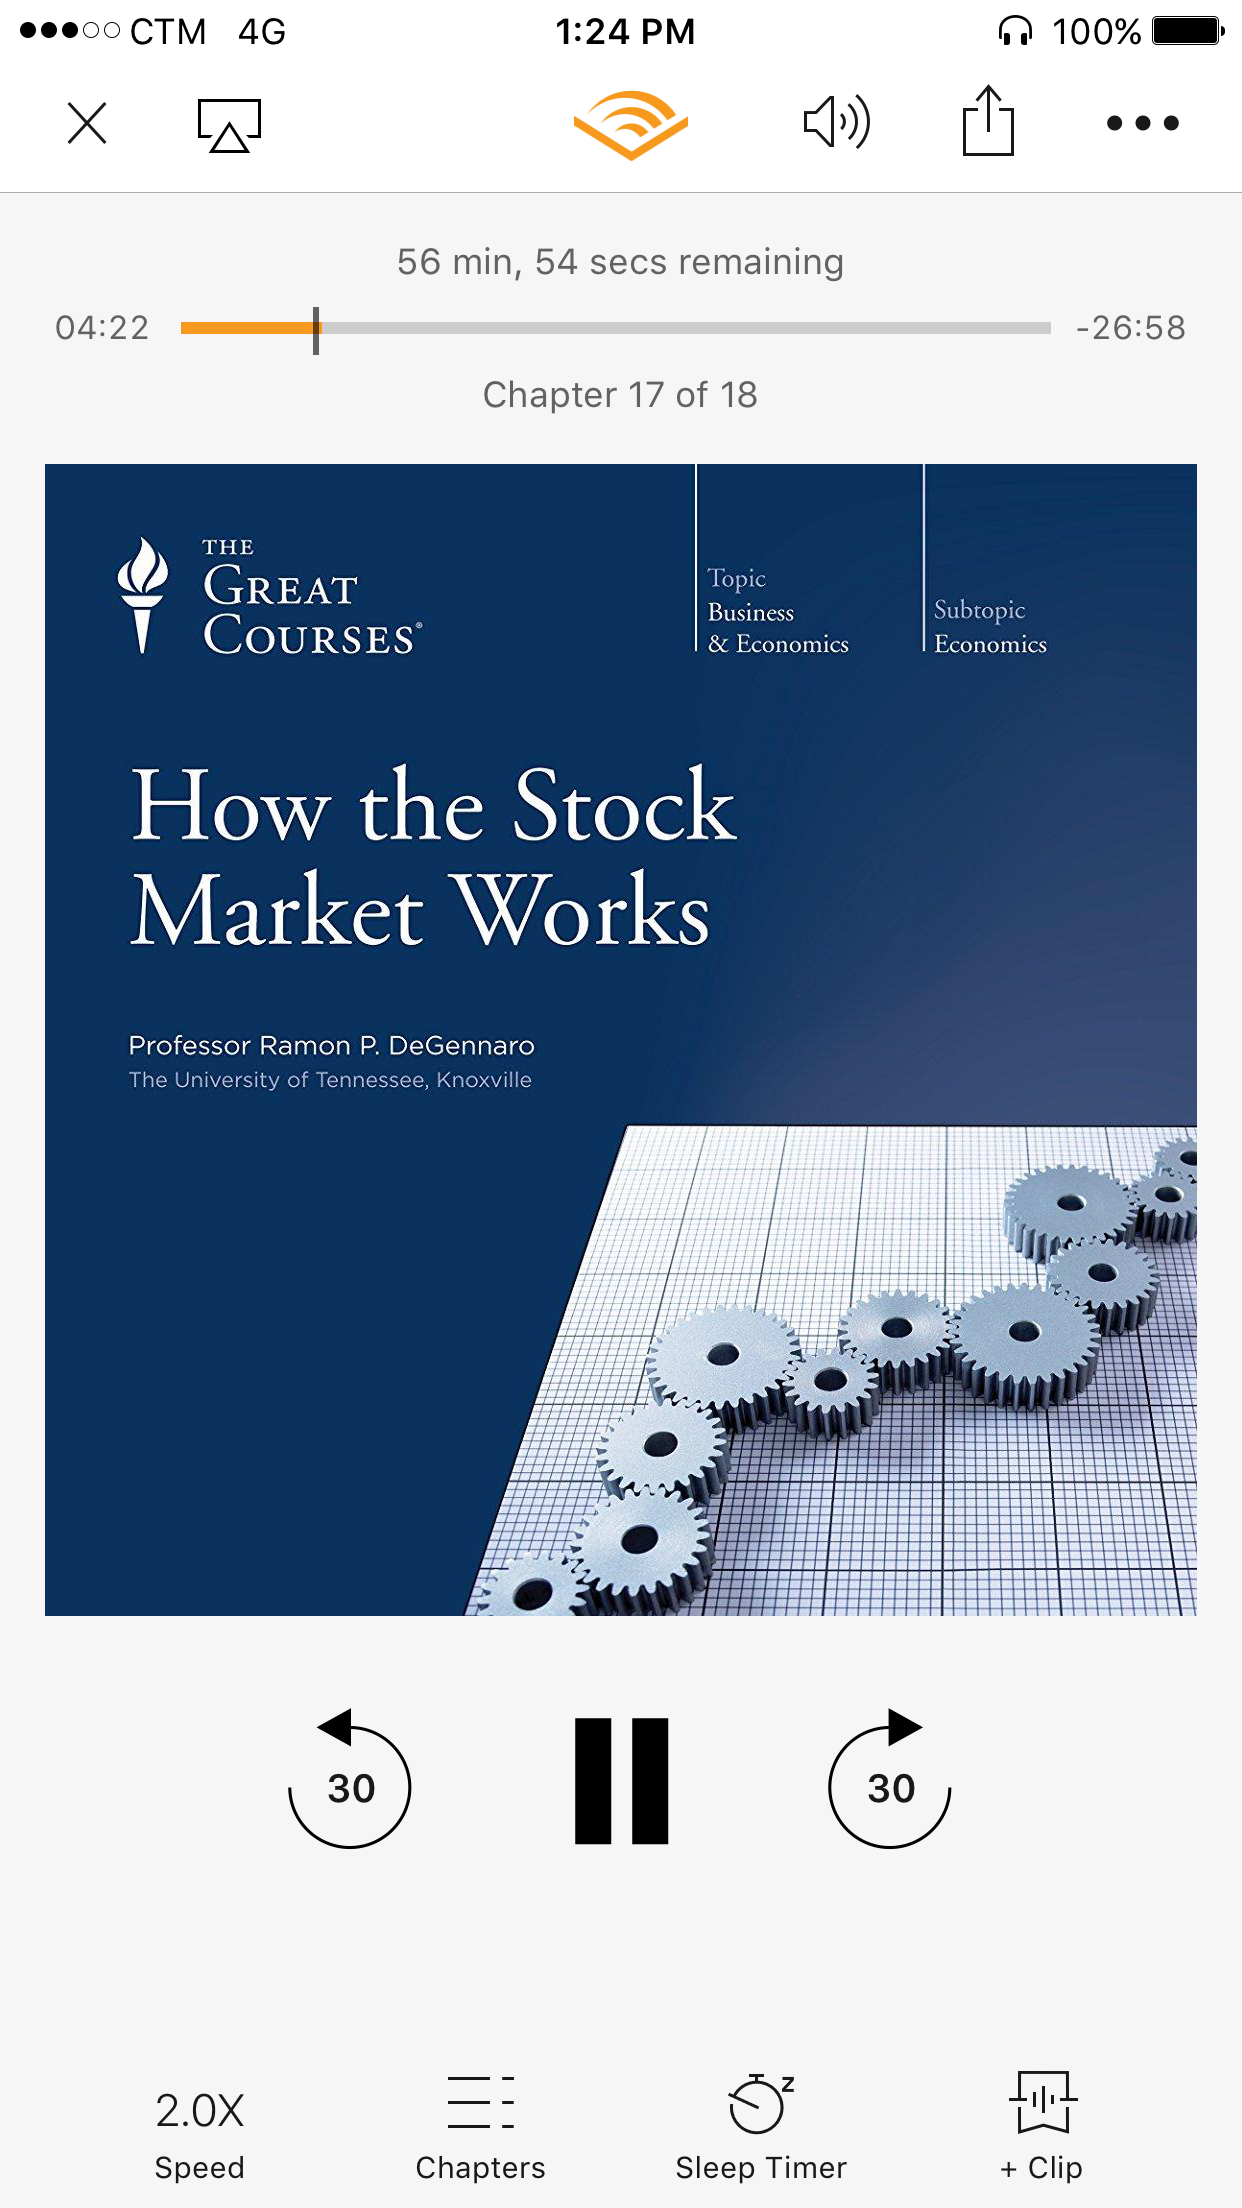 CTM 4G 1:24 PM 100%
56 min, 54 secs remaining
04:22 -26:58
Chapter 17 of 18
THE
GREAT
COURSES®
Topic
Business
& Economics
Subtopic
Economics
How the Stock
Market Works
Professor Ramon P. DeGennaro
The University of Tennessee, Knoxville
30 30
2.0X z
Speed Chapters Sleep Timer + Clip